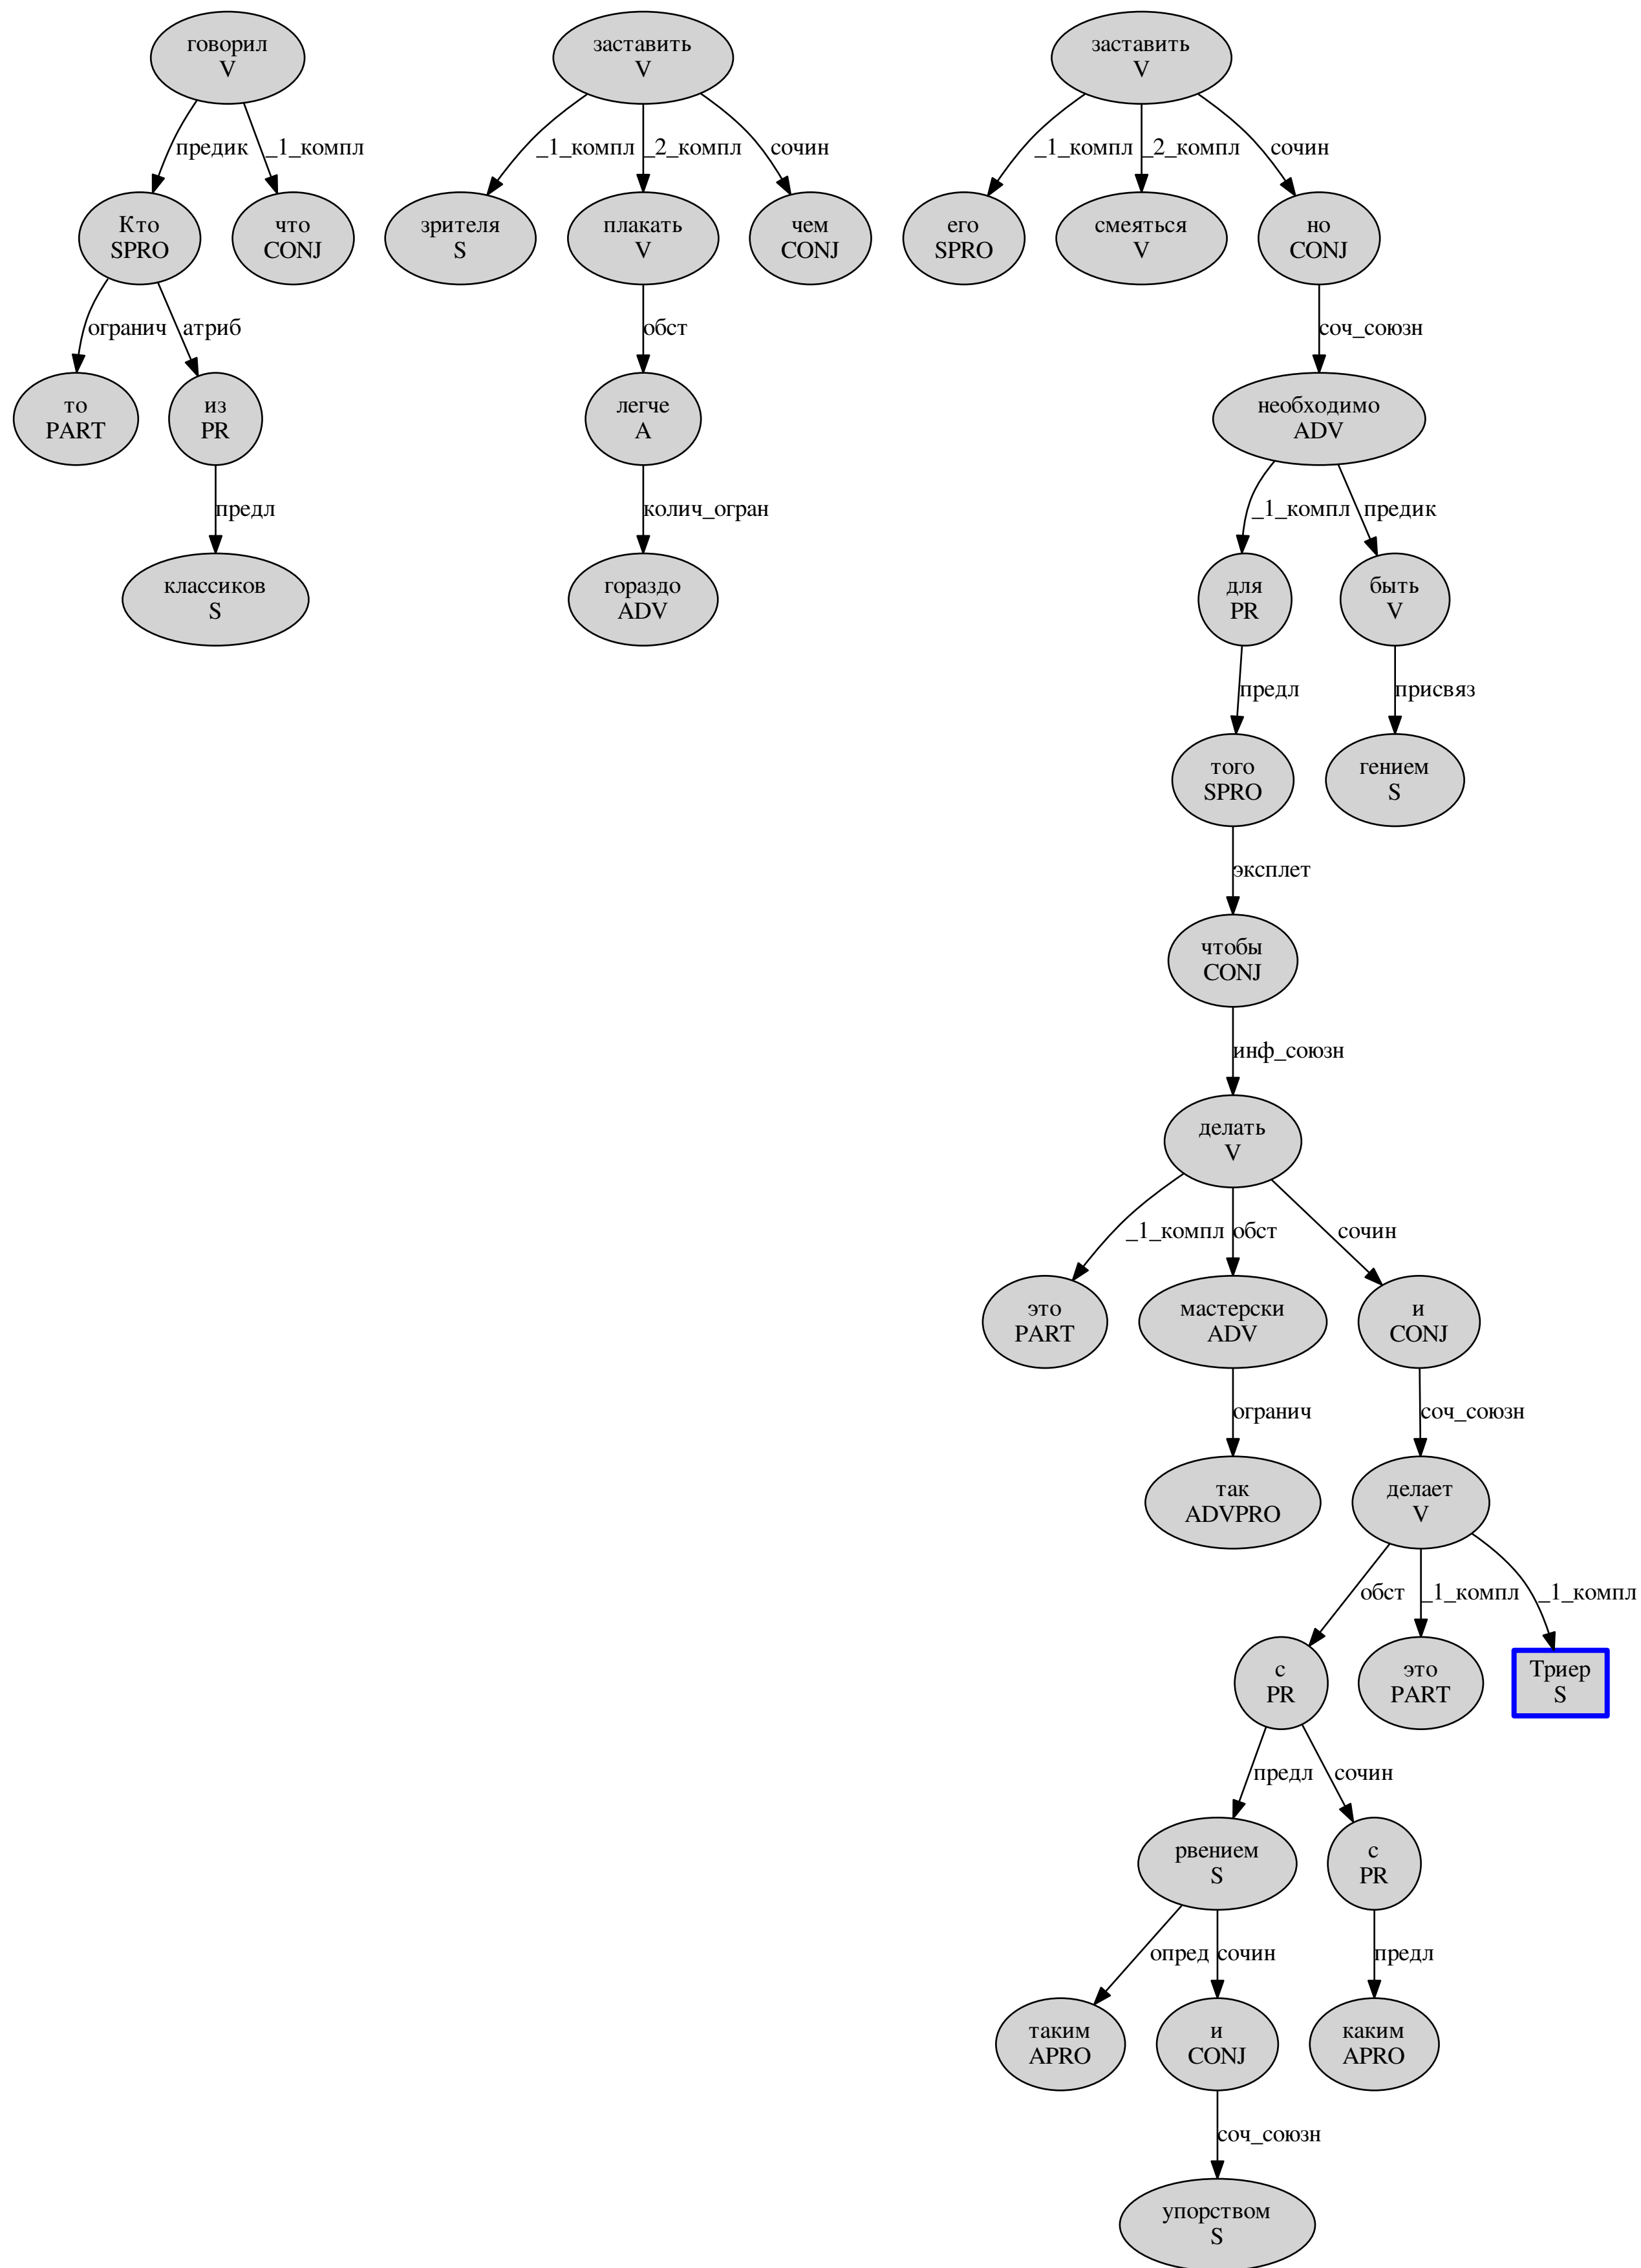 говорил
V
заставить
V
заставить
V
предик
_1_компл
_1_компл
_2_компл
сочин
_1_компл
_2_компл
сочин
Кто
SPRO
что
CONJ
зрителя
S
плакать
V
чем
CONJ
его
SPRO
смеяться
V
но
CONJ
огранич
атриб
обст
соч_союзн
то
PART
из
PR
легче
A
необходимо
ADV
предл
колич_огран
_1_компл
предик
классиков
S
гораздо
ADV
для
PR
быть
V
предл
присвяз
того
SPRO
гением
S
эксплет
чтобы
CONJ
инф_союзн
делать
V
_1_компл
обст
сочин
это
PART
мастерски
ADV
и
CONJ
огранич
соч_союзн
так
ADVPRO
делает
V
обст
_1_компл
_1_компл
с
PR
это
PART
Триер
S
предл
сочин
рвением
S
с
PR
опред
сочин
предл
таким
APRO
и
CONJ
каким
APRO
соч_союзн
упорством
S